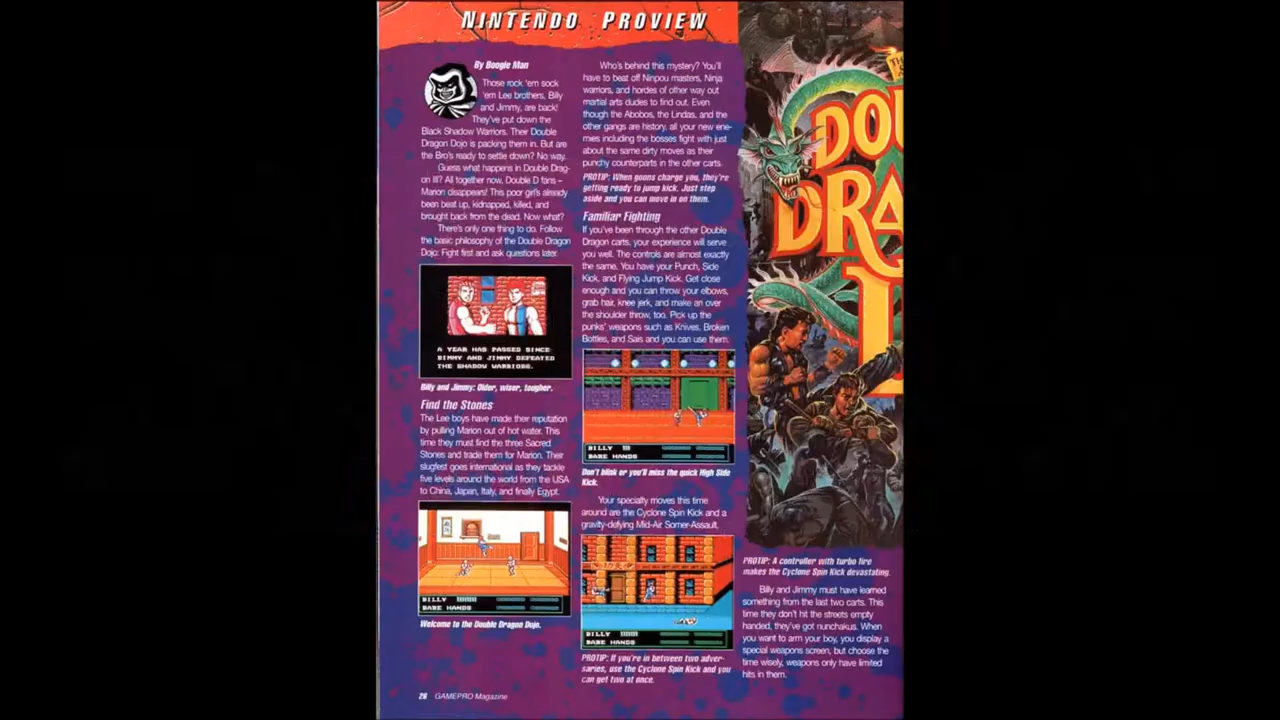 NINTENDO PROVIEW
By Boogie Man
Those rock 'em sock
'em Lee brothers, Billy
and Jimmy, are back!
They've put down the
Black Shadow Warriors. Their Double
Dragon Dojo is packing them in. But are
the Bro's ready to settle down? No way.
Guess what happens in Double Drag-
on III? All together now, Double D fans –
Marion disappears! This poor girl's already
been beat up, kidnapped, killed, and
brought back from the dead. Now what?
There's only one thing to do. Follow
the basic philosophy of the Double Dragon
Dojo: Fight first and ask questions later.
A YEAR HAS PASSED SINCE
BIMMY AND JIMMY DEFEATED
THE SHADOW WARRIORS.
Billy and Jimmy: Older, wiser, tougher.
Find the Stones
The Lee boys have made their reputation
by pulling Marion out of hot water. This
time they must find the three Sacred
Stones and trade them for Marion. Their
slugfest goes international as they tackle
five levels around the world from the USA
to China, Japan, Italy, and finally Egypt.
BILLY
BARE HANDS
Welcome to the Double Dragon Dojo.
Who's behind this mystery? You'll
have to beat off Ninpou masters, Ninja
warriors, and hordes of other way out
martial arts dudes to find out. Even
though the Abobos, the Lindas, and the
other gangs are history, all your new ene-
mies including the bosses fight with just
about the same dirty moves as their
punchy counterparts in the other carts.
PROTIP: When goons charge you, they're
getting ready to jump kick. Just step
aside and you can move in on them.
Familiar Fighting
If you've been through the other Double
Dragon carts, your experience will serve
you well. The controls are almost exactly
the same. You have your Punch, Side
Kick, and Flying Jump Kick. Get close
enough and you can throw your elbows,
grab hair, knee jerk, and make an over
the shoulder throw, too. Pick up the
punks' weapons such as Knives, Broken
Bottles, and Sais and you can use them.
BILLY
BARE HANDS
Don't blink or you'll miss the quick High Side
Kick.
Your specialty moves this time
around are the Cyclone Spin Kick and a
gravity-defying Mid-Air Somer-Assault.
BILLY
BARE HANDS
PROTIP: If you're in between two adver-
saries, use the Cyclone Spin Kick and you
can get two at once.
DOU
DRA
PROTIP: A controller with turbo fire
makes the Cyclone Spin Kick devastating.
Billy and Jimmy must have learned
something from the last two carts. This
time they don't hit the streets empty
handed, they've got nunchakus. When
you want to arm your boy, you display a
special weapons screen, but choose the
time wisely, weapons only have limited
hits in them.
26 GAMEPRO Magazine